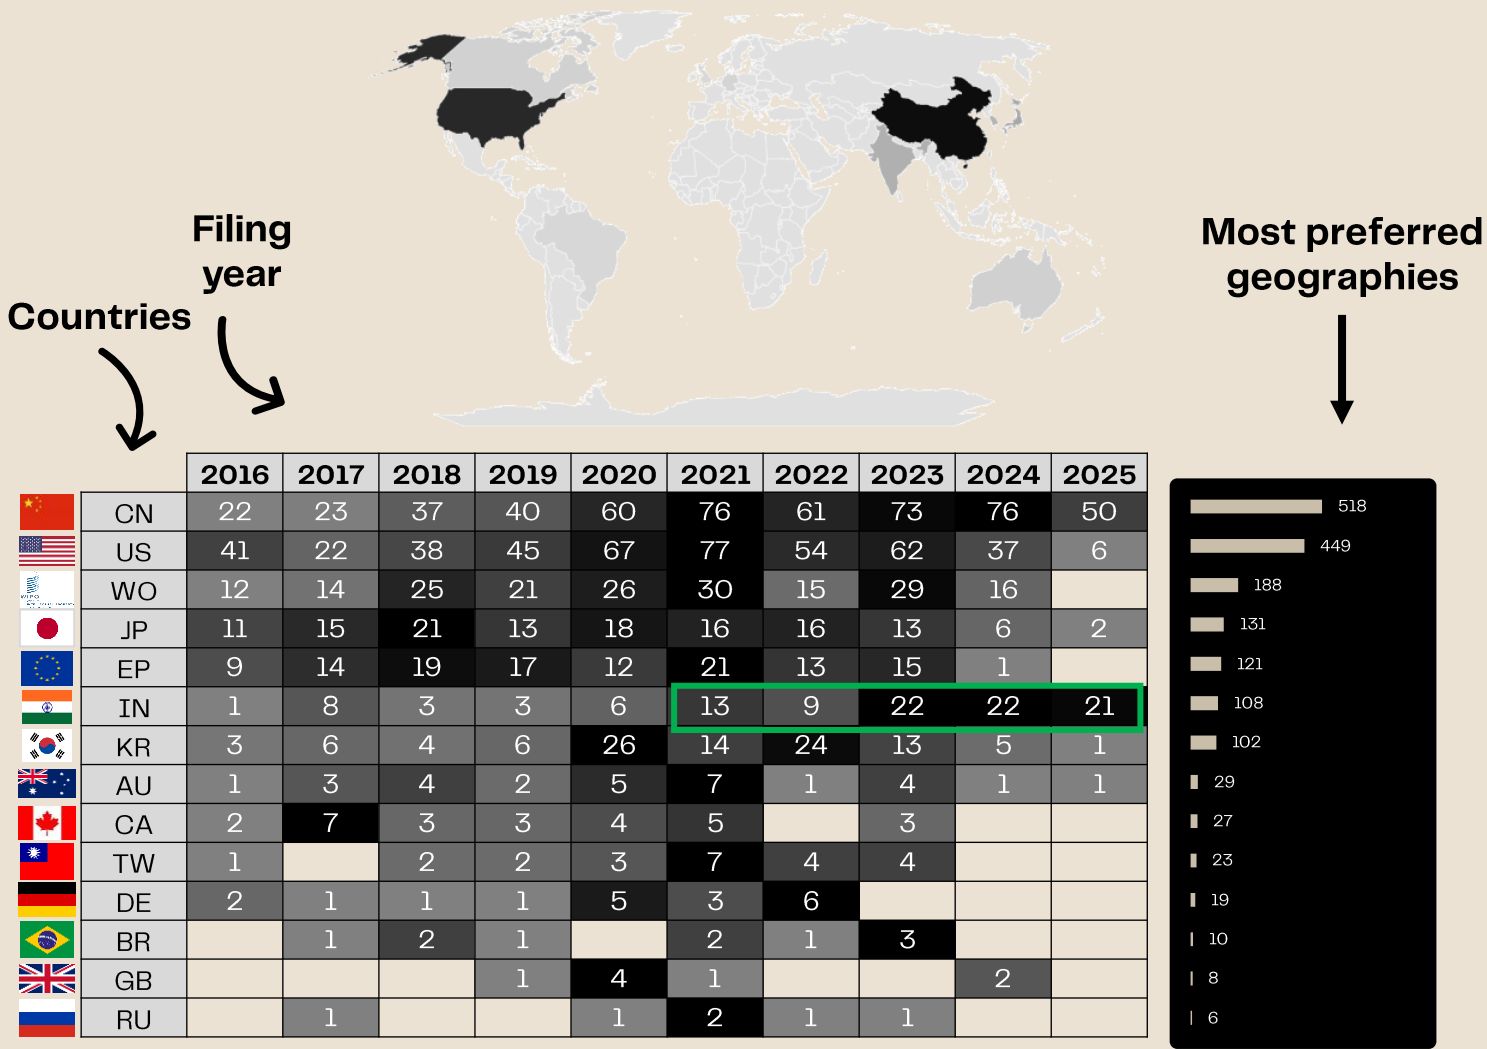 Filing
year
Countries
Most preferred
geographies
2016 2017 2018 2019 2020 2021 2022 2023 2024 2025
CN 22 23 37 40 60 76 61 73 76 50 518
US 41 22 38 45 67 77 54 62 37 6 449
WIPO
WO 12 14 25 21 26 30 15 29 16 188
JP 11 15 21 13 18 16 16 13 6 2 131
EP 9 14 19 17 12 21 13 15 1 121
IN 1 8 3 3 6 13 9 22 22 21 108
KR 3 6 4 6 26 14 24 13 5 1 102
AU 1 3 4 2 5 7 1 4 1 1 29
CA 2 7 3 3 4 5 3 27
TW 1 2 2 3 7 4 4 23
DE 2 1 1 1 5 3 6 19
BR 1 2 1 2 1 3 10
GB 1 4 1 2 8
RU 1 1 2 1 1 6